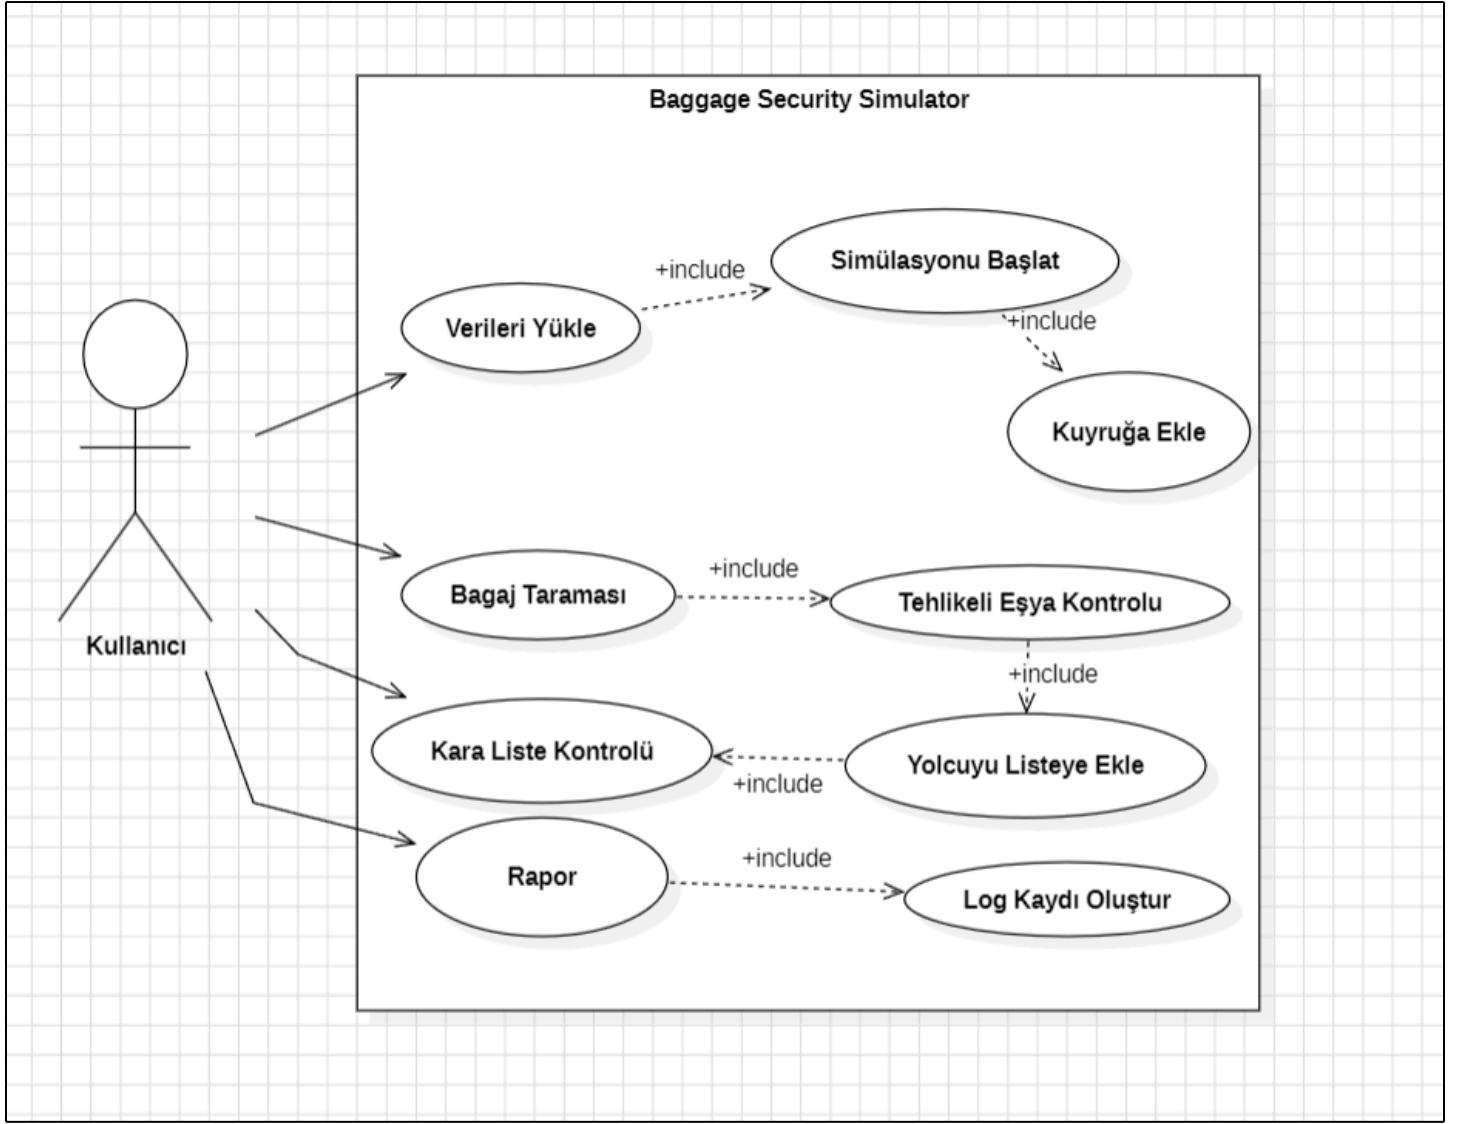 Baggage Security Simulator
Simülasyonu Başlat
+include
Verileri Yükle
+include
Kuyruğa Ekle
+include
Bagaj Taraması
Tehlikeli Eşya Kontrolu
Kullanıcı
+include
Kara Liste Kontrolü
Yolcuyu Listeye Ekle
+include
+include
Rapor
Log Kaydı Oluştur